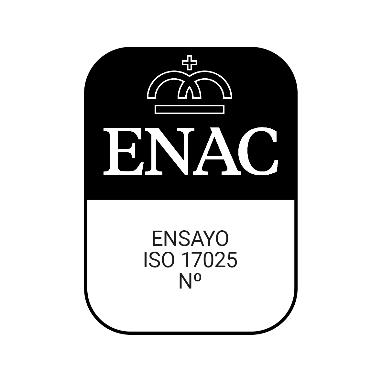 ENAC
ENSAYO
ISO 17025
Nº